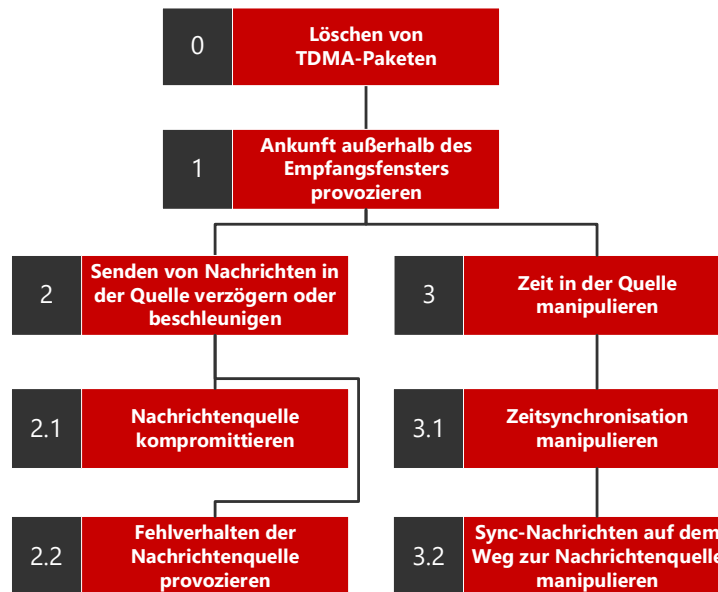 0
Löschen von
TDMA-Paketen
1
Ankunft außerhalb des
Empfangsfensters
provozieren
2
Senden von Nachrichten in
der Quelle verzögern oder
beschleunigen
3
Zeit in der Quelle
manipulieren
2.1
Nachrichtenquelle
kompromittieren
3.1
Zeitsynchronisation
manipulieren
2.2
Fehlverhalten der
Nachrichtenquelle
provozieren
3.2
Sync-Nachrichten auf dem
Weg zur Nachrichtenquelle
manipulieren